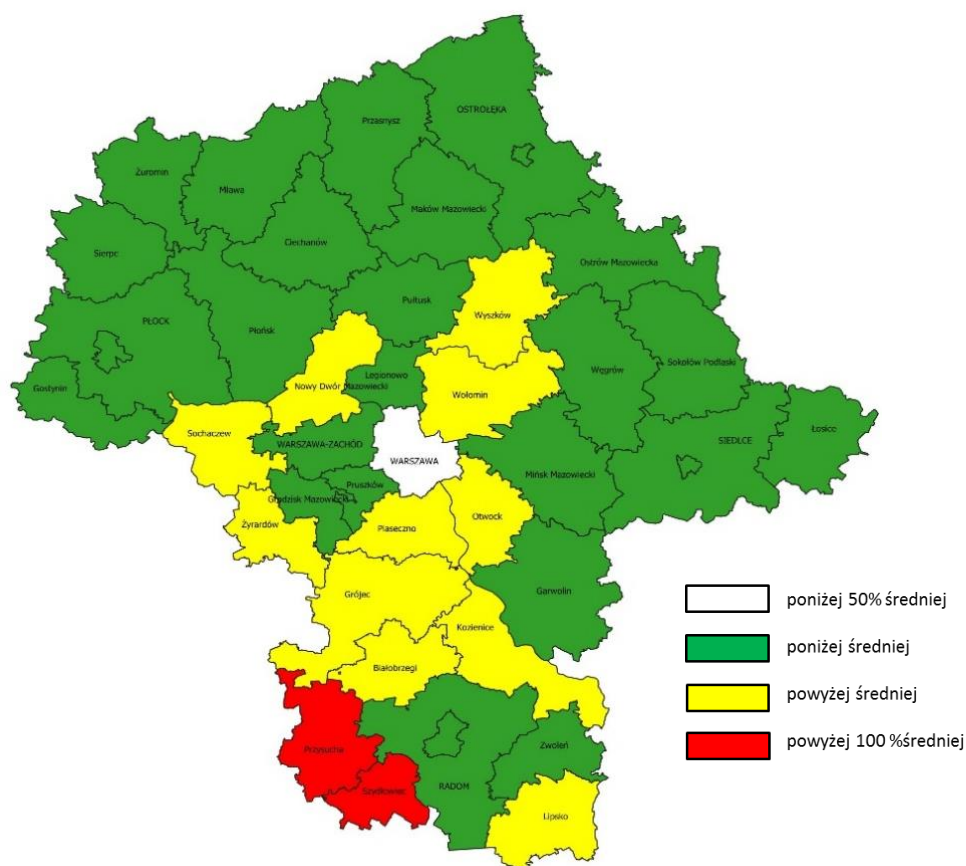 OSTROŁĘKA
Przasnysz
Żuromin
Mława
Maków Mazowiecki
Ciechanów
Sierpc
Ostrów Mazowiecka
Pułtusk
Wyszków
PŁOCK
Płońsk
Sokołów Podlaski
Węgrów
Gostynin
Legionowo
Nowy Dwór Mazowiecki
Wołomin
Sochaczew
WARSZAWA-ZACHÓD
SIEDLCE
Łosice
WARSZAWA
Mińsk Mazowiecki
Pruszków
Grodzisk Mazowiecki
Żyrardów
Piaseczno
Otwock
Garwolin
Grójec
Kozienice
Białobrzegi
Przysucha
Zwoleń
Szydłowiec
RADOM
Lipsko
poniżej 50% średniej
poniżej średniej
powyżej średniej
powyżej 100 %średniej